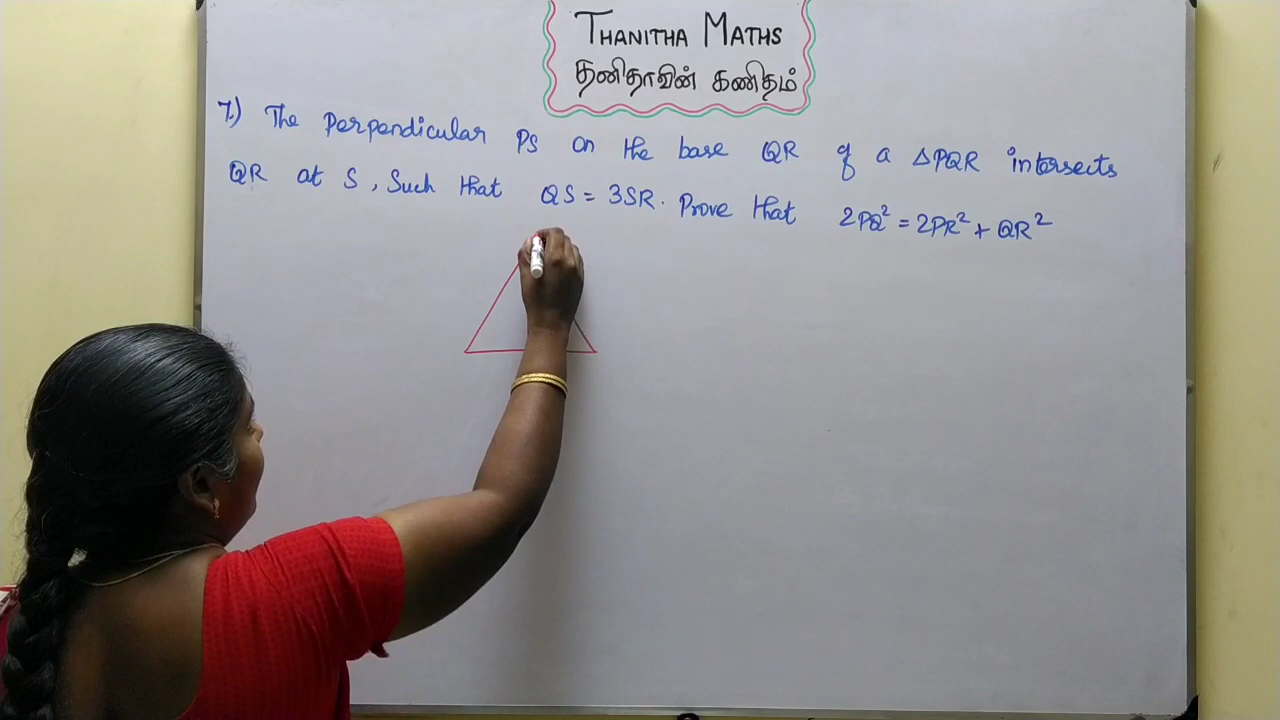 THANITHA MATHS
தனிதாவின் கணிதம்
7.) The Perpendicular PS on the base QR of a ΔPQR intersects
QR at S, Such that QS = 3SR. Prove that 2PQ² = 2PR² + QR²